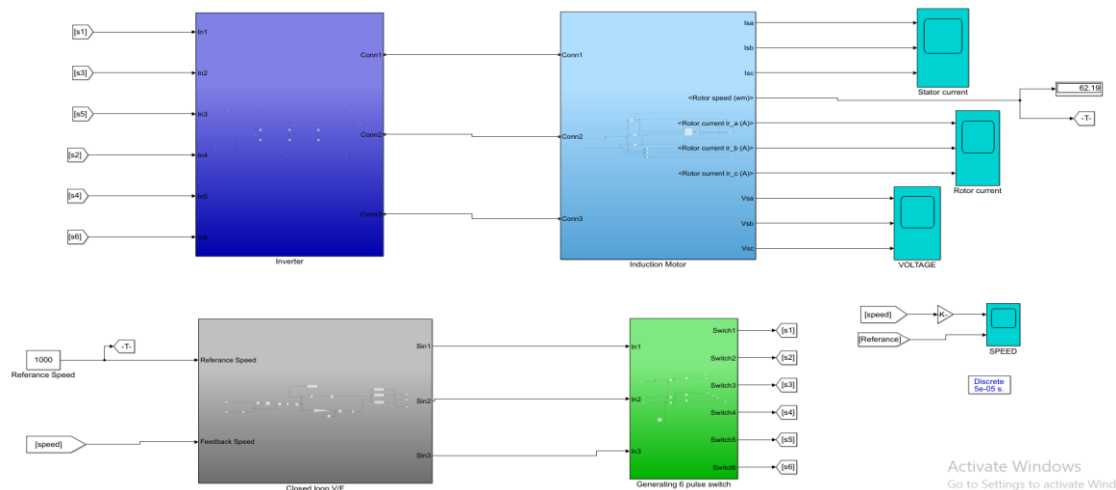 [s1]
[s3]
[s5]
[s2]
[s4]
[s6]
In1
In2
In3
In4
In5
In6
Conn1
Conn2
Conn3
Inverter
Conn1
Conn2
Conn3
Isa
Isb
Isc
<Rotor speed (wm)>
<Rotor current ir_a (A)>
<Rotor current ir_b (A)>
<Rotor current ir_c (A)>
Vsa
Vsb
Vsc
Induction Motor
Stator current
62.19
-T-
Rotor current
VOLTAGE
1000
Referance Speed
-T-
[speed]
Referance Speed
Feedback Speed
Sin1
Sin2
Sin3
Closed loop V/F
In1
In2
In3
Swich1
Switch2
Switch3
Switch4
Switch5
Switct6
Generating 6 pulse switch
[s1]
[s2]
[s3]
[s4]
[s5]
[s6]
[speed]
-K-
[Referance]
SPEED
Discrete
5e-05 s.
Activate Windows
Go to Settings to activate Wind